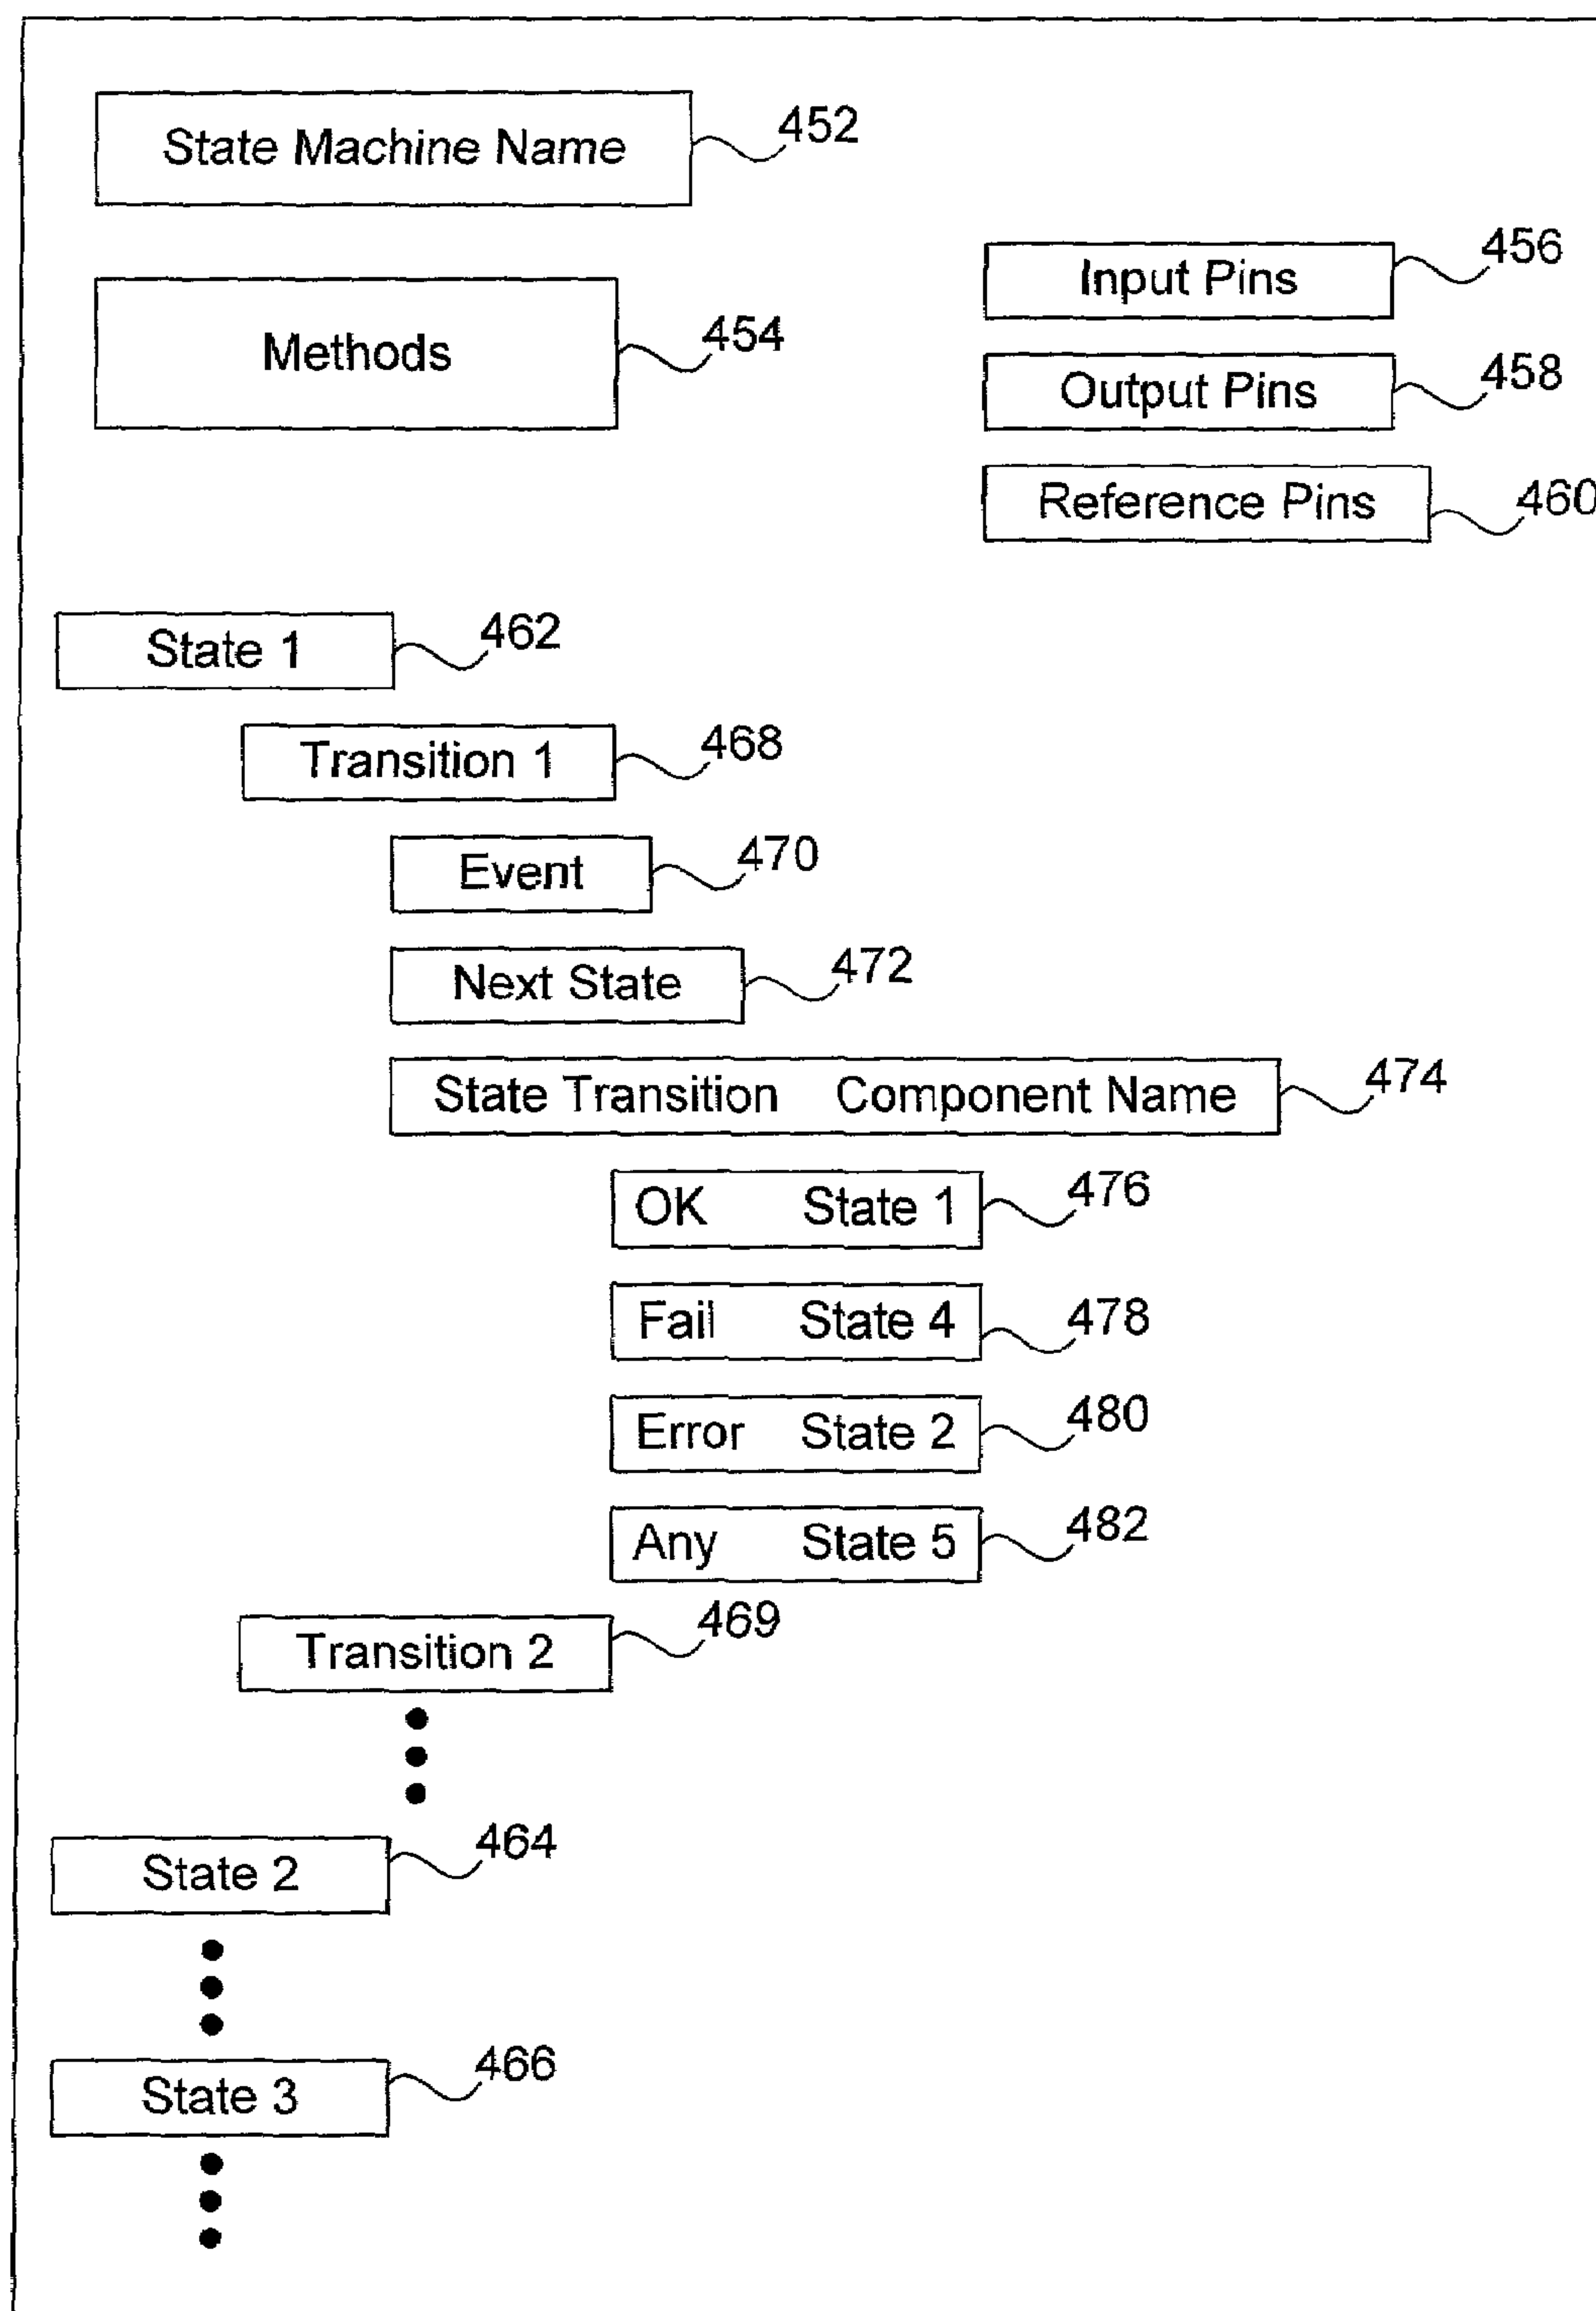 State Machine Name 452
Input Pins 456
Methods 454
Output Pins 458
Reference Pins 460
State 1 462
Transition 1 468
Event 470
Next State 472
State Transition Component Name 474
OK State 1 476
Fail State 4 478
Error State 2 480
Any State 5 482
Transition 2 469
State 2 464
State 3 466